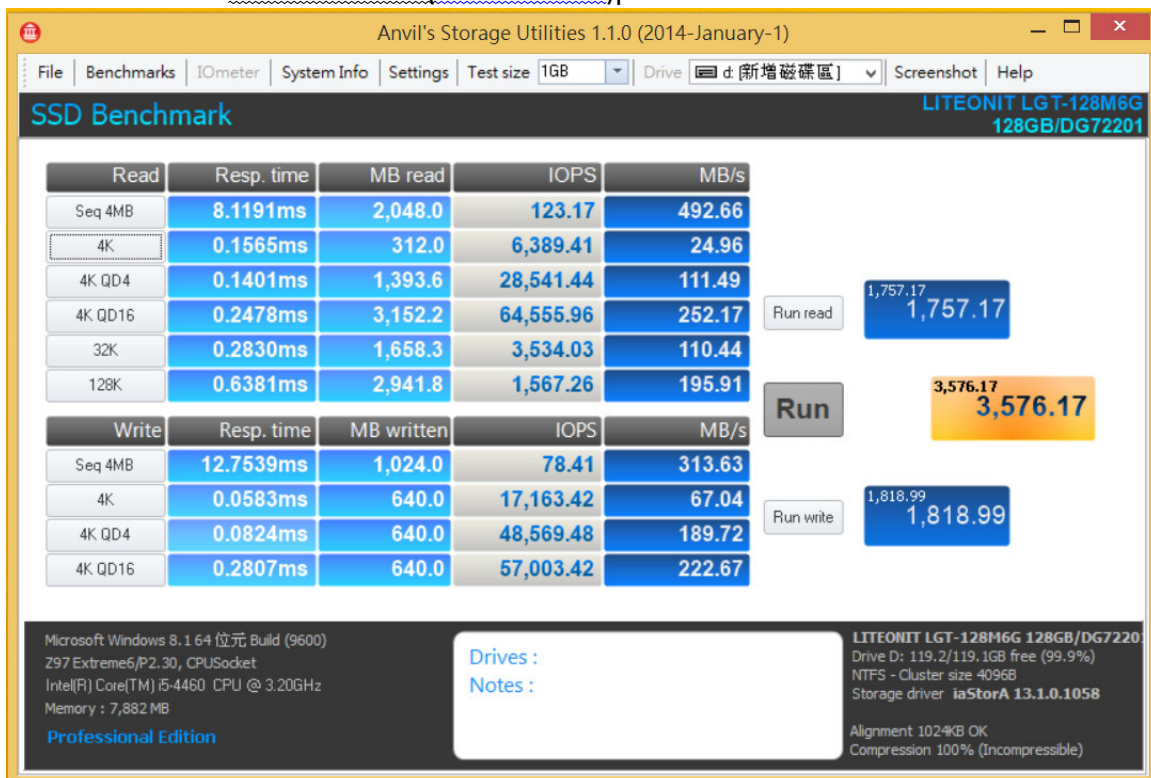 Anvil's Storage Utilities 1.1.0 (2014-January-1)
File Benchmarks IOmeter System Info Settings Test size 1GB Drive d: [新增磁碟區] Screenshot Help
SSD Benchmark
LITEONIT LGT-128M6G
128GB/DG72201
Read Resp. time MB read IOPS MB/s
Seq 4MB 8.1191ms 2,048.0 123.17 492.66
4K 0.1565ms 312.0 6,389.41 24.96
4K QD4 0.1401ms 1,393.6 28,541.44 111.49
4K QD16 0.2478ms 3,152.2 64,555.96 252.17
32K 0.2830ms 1,658.3 3,534.03 110.44
128K 0.6381ms 2,941.8 1,567.26 195.91
Run read
1,757.17
1,757.17
Run
3,576.17
3,576.17
Write Resp. time MB written IOPS MB/s
Seq 4MB 12.7539ms 1,024.0 78.41 313.63
4K 0.0583ms 640.0 17,163.42 67.04
4K QD4 0.0824ms 640.0 48,569.48 189.72
4K QD16 0.2807ms 640.0 57,003.42 222.67
Run write
1,818.99
1,818.99
Microsoft Windows 8.1 64 位元 Build (9600)
Z97 Extreme6/P2.30, CPUSocket
Intel(R) Core(TM) i5-4460 CPU @ 3.20GHz
Memory : 7,882 MB
Professional Edition
Drives :
Notes :
LITEONIT LGT-128M6G 128GB/DG7220
Drive D: 119.2/119.1GB free (99.9%)
NTFS - Cluster size 4096B
Storage driver iaStorA 13.1.0.1058
Alignment 1024KB OK
Compression 100% (Incompressible)